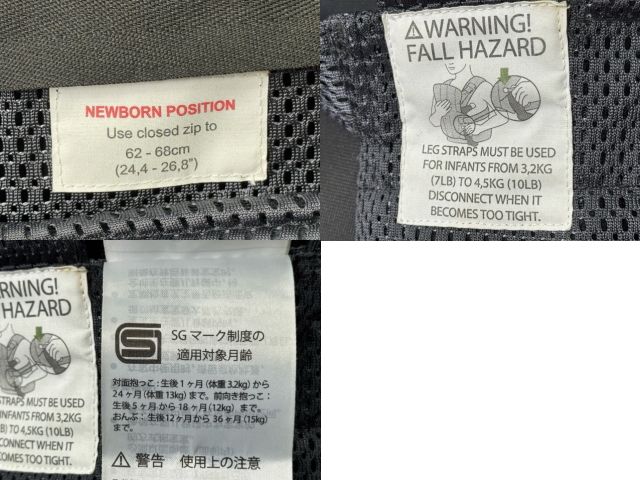 NEWBORN POSITION
Use closed zip to
62 - 68cm
(24,4 - 26,8")
WARNING!
FALL HAZARD
LEG STRAPS MUST BE USED
FOR INFANTS FROM 3,2KG
(7LB) TO 4,5KG (10LB)
DISCONNECT WHEN IT
BECOMES TOO TIGHT.
RNING!
HAZARD
RAPS MUST BE USED
INFANTS FROM 3,2KG
TO 4,5KG (10LB)
ONNECT WHEN IT
OMES TOO TIGHT.
SGマーク制度の
適用対象月齢
対面抱っこ：生後1ヶ月（体重3.2kg）から
24ヶ月（体重13kg）まで。前向き抱っこ：
生後5ヶ月から18ヶ月（12kg）まで。
おんぶ：生後12ヶ月から36ヶ月（15kg）
まで。
警告 使用上の注意